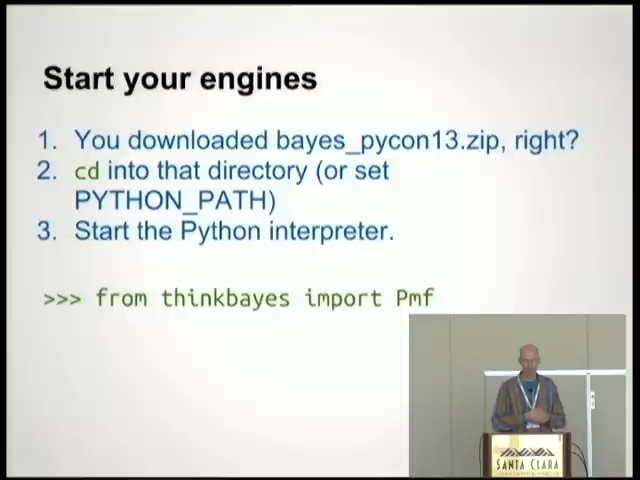 Start your engines
1. You downloaded bayes_pycon13.zip, right?
2. cd into that directory (or set
PYTHON_PATH)
3. Start the Python interpreter.
>>> from thinkbayes import Pmf
SANTA CLARA